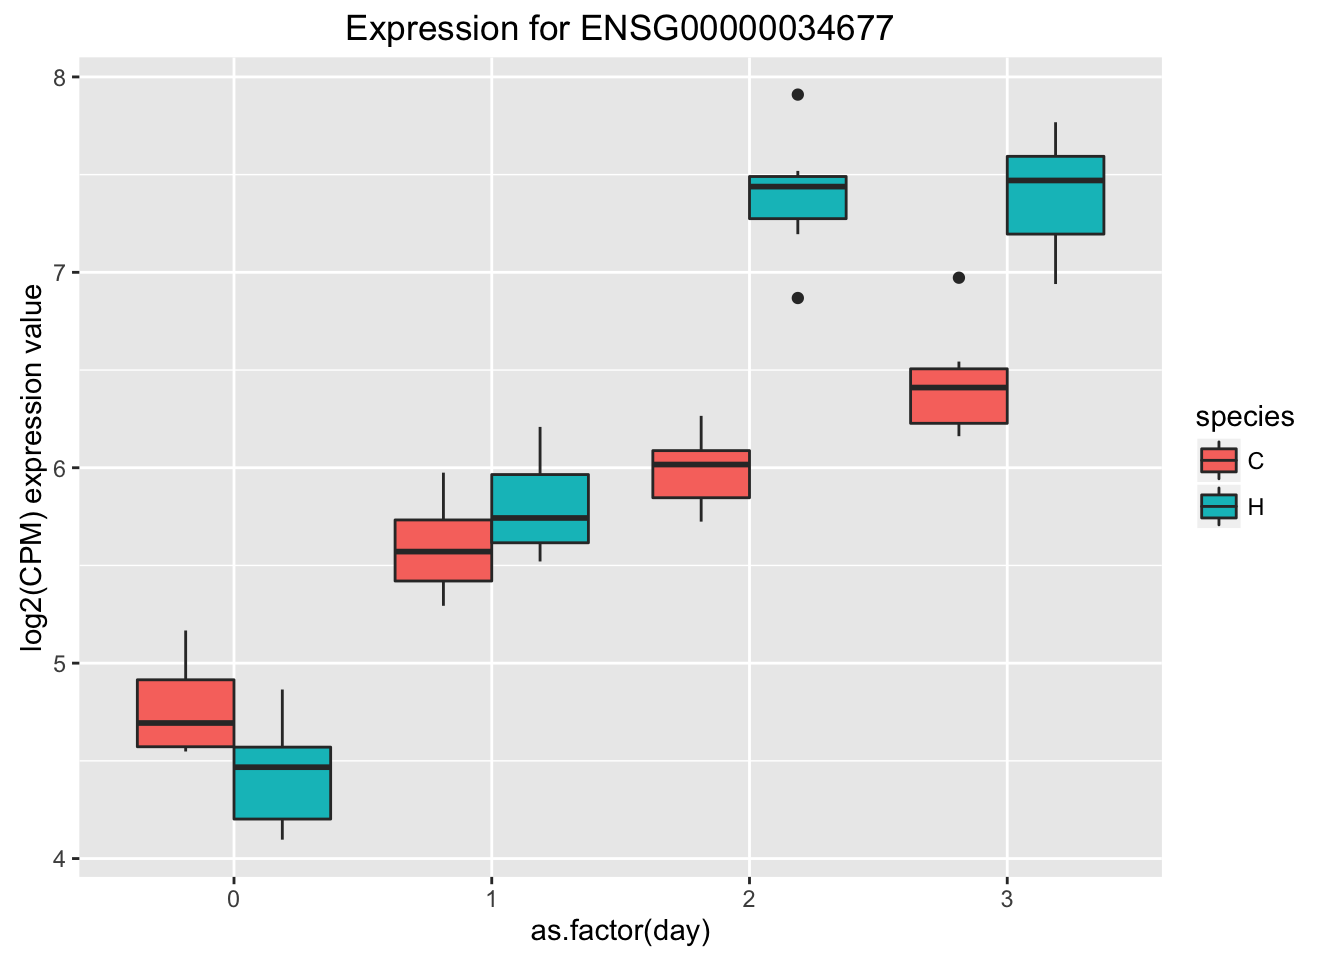 Expression for ENSG00000034677
log2(CPM) expression value
8
7
6
5
4
0 1 2 3
as.factor(day)
species
C
H